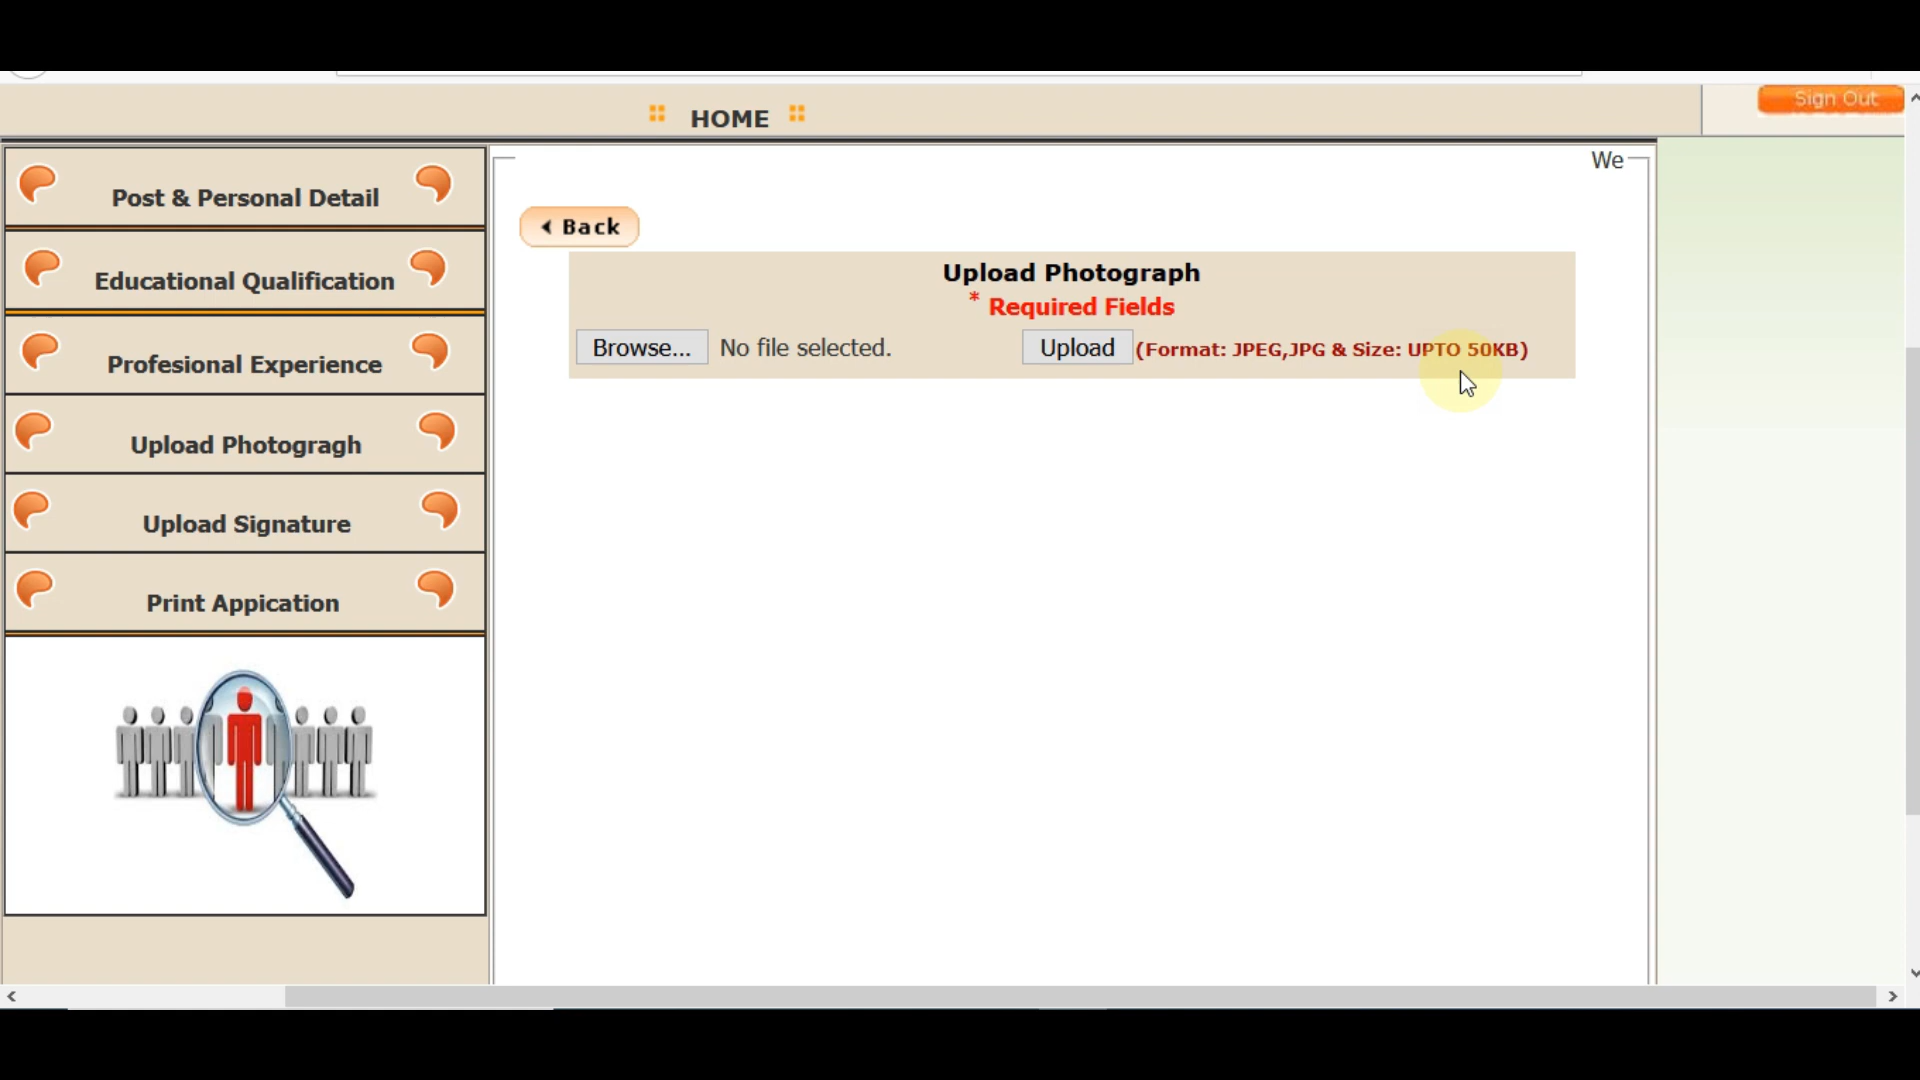 HOME
Sign Out
Post & Personal Detail
Educational Qualification
Profesional Experience
Upload Photogragh
Upload Signature
Print Appication
We
Back
Upload Photograph
* Required Fields
Browse... No file selected. Upload (Format: JPEG,JPG & Size: UPTO 50KB)